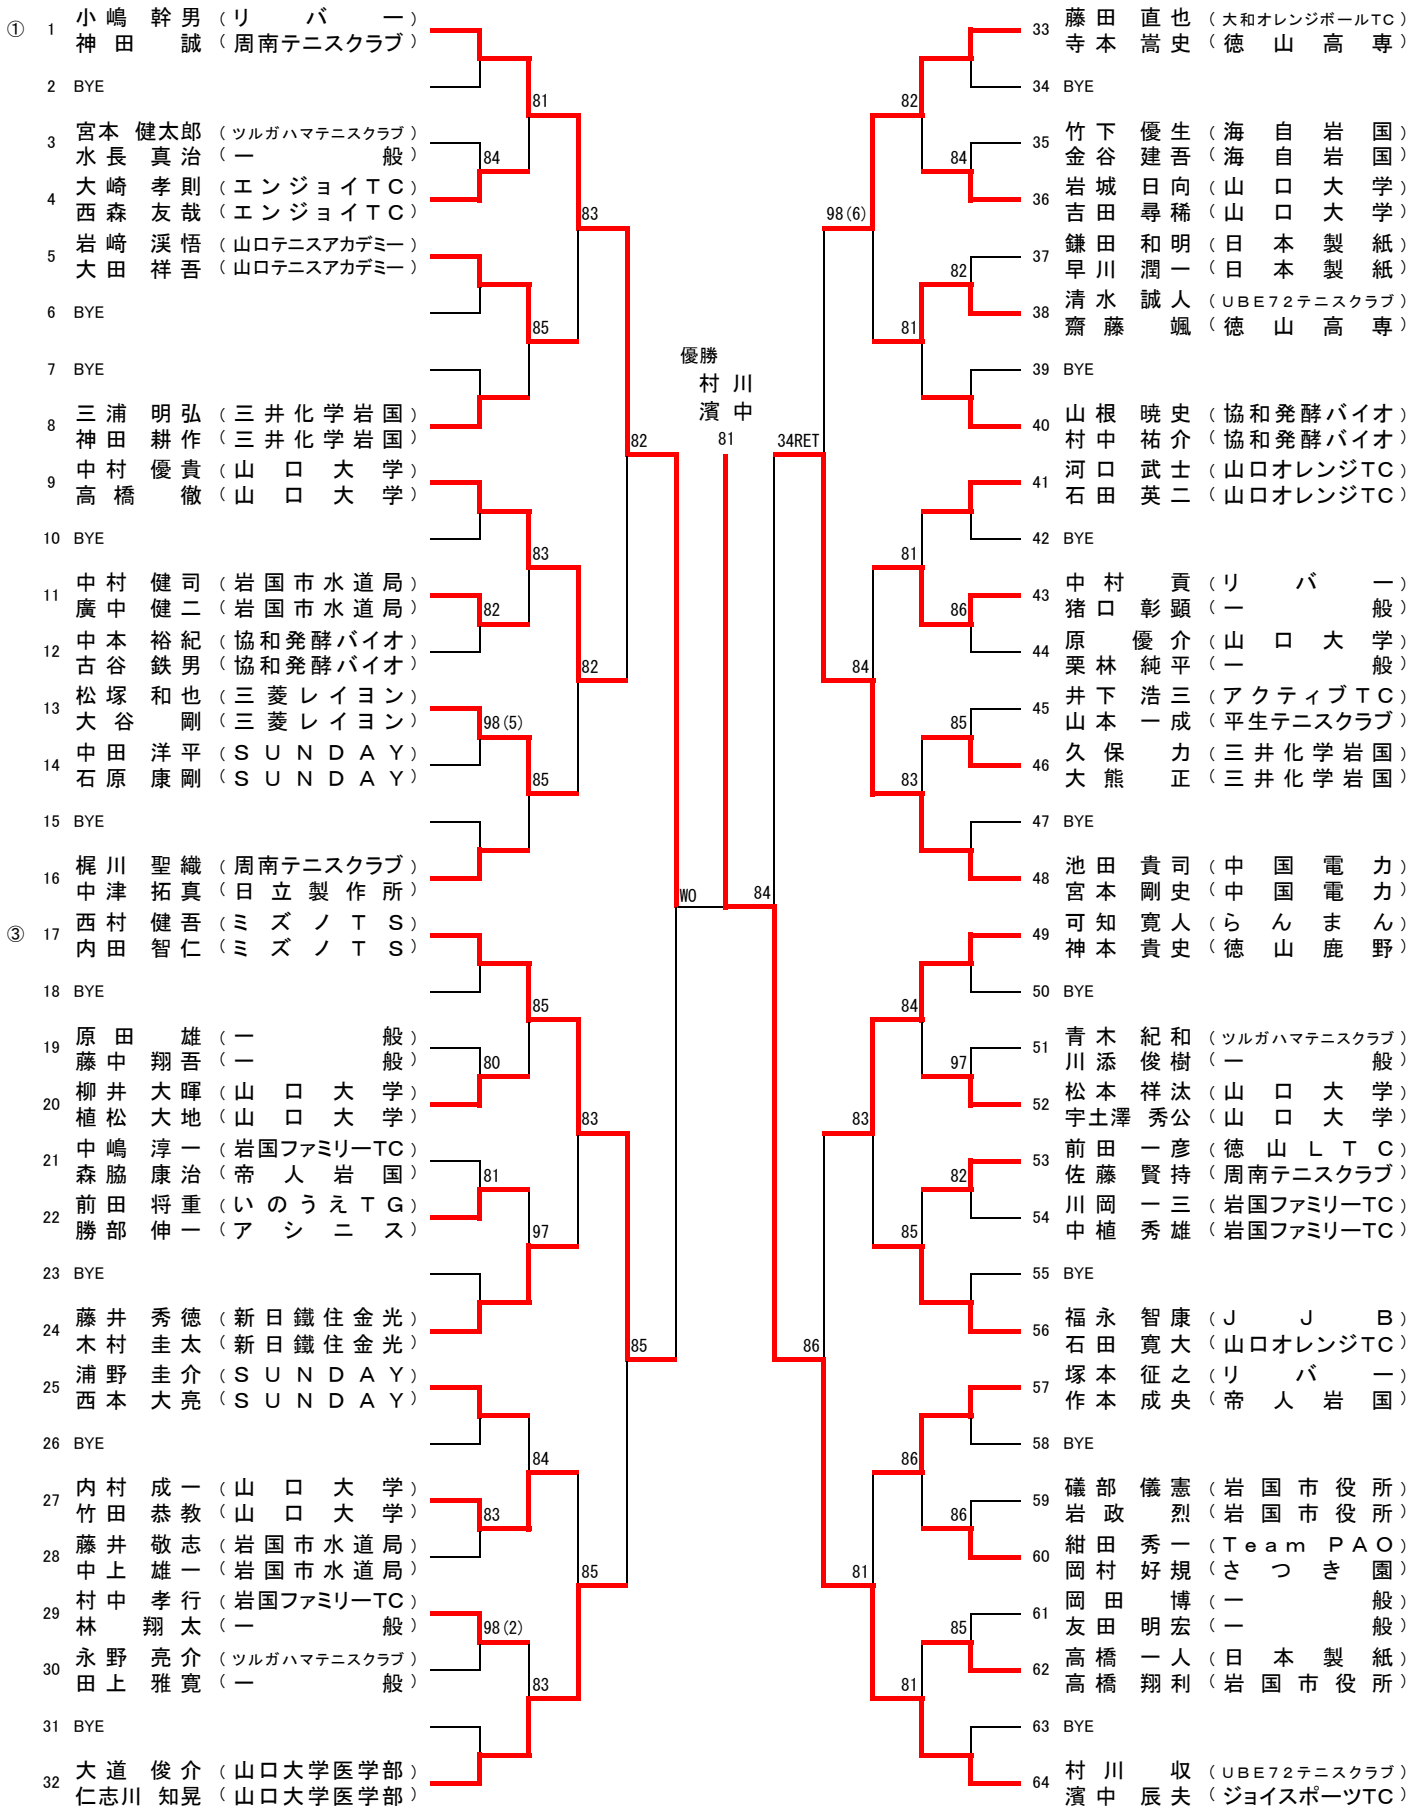 ① 1 小嶋 幹男 (リバー)
神田 誠 (周南テニスクラブ)
2 BYE
81
3 宮本 健太郎 (ツルガハマテニスクラブ)
水長 真治 (一般)
84
4 大崎 孝則 (エンジョイTC)
西森 友哉 (エンジョイTC)
83
5 岩﨑 渓悟 (山口テニスアカデミー)
大田 祥吾 (山口テニスアカデミー)
6 BYE
85
7 BYE
8 三浦 明弘 (三井化学岩国)
神田 耕作 (三井化学岩国)
82
9 中村 優貴 (山口大学)
高橋 徹 (山口大学)
10 BYE
83
11 中村 健司 (岩国市水道局)
廣中 健二 (岩国市水道局)
82
12 中本 裕紀 (協和発酵バイオ)
古谷 鉄男 (協和発酵バイオ)
82
13 松塚 和也 (三菱レイヨン)
大谷 剛 (三菱レイヨン)
98(5)
14 中田 洋平 (SUNDAY)
石原 康剛 (SUNDAY)
85
15 BYE
16 梶川 聖織 (周南テニスクラブ)
中津 拓真 (日立製作所)
WO
③ 17 西村 健吾 (ミズノTS)
内田 智仁 (ミズノTS)
18 BYE
85
19 原田 雄 (一般)
藤中 翔吾 (一般)
80
20 柳井 大暉 (山口大学)
植松 大地 (山口大学)
83
21 中嶋 淳一 (岩国ファミリーTC)
森脇 康治 (帝人岩国)
81
22 前田 将重 (いのうえTG)
勝部 伸一 (アシニス)
97
23 BYE
24 藤井 秀徳 (新日鐵住金光)
木村 圭太 (新日鐵住金光)
85
25 浦野 圭介 (SUNDAY)
西本 大亮 (SUNDAY)
26 BYE
84
27 内村 成一 (山口大学)
竹田 恭教 (山口大学)
83
28 藤井 敬志 (岩国市水道局)
中上 雄一 (岩国市水道局)
85
29 村中 孝行 (岩国ファミリーTC)
林 翔太 (一般)
98(2)
30 永野 亮介 (ツルガハマテニスクラブ)
田上 雅寛 (一般)
83
31 BYE
32 大道 俊介 (山口大学医学部)
仁志川 知晃 (山口大学医学部)
優勝
村川
濱中
81
33 藤田 直也 (大和オレンジボールTC)
寺本 嵩史 (徳山高専)
34 BYE
82
35 竹下 優生 (海自岩国)
金谷 建吾 (海自岩国)
84
36 岩城 日向 (山口大学)
吉田 尋稀 (山口大学)
98(6)
37 鎌田 和明 (日本製紙)
早川 潤一 (日本製紙)
82
38 清水 誠人 (UBE72テニスクラブ)
齋藤 颯 (徳山高専)
81
39 BYE
40 山根 暁史 (協和発酵バイオ)
村中 祐介 (協和発酵バイオ)
34RET
41 河口 武士 (山口オレンジTC)
石田 英二 (山口オレンジTC)
42 BYE
81
43 中村 貢 (リバー)
猪口 彰顕 (一般)
86
44 原 優介 (山口大学)
栗林 純平 (一般)
84
45 井下 浩三 (アクティブTC)
山本 一成 (平生テニスクラブ)
85
46 久保 力 (三井化学岩国)
大熊 正 (三井化学岩国)
83
47 BYE
48 池田 貴司 (中国電力)
宮本 剛史 (中国電力)
84
49 可知 寛人 (らんまん)
神本 貴史 (徳山鹿野)
50 BYE
84
51 青木 紀和 (ツルガハマテニスクラブ)
川添 俊樹 (一般)
97
52 松本 祥汰 (山口大学)
宇土澤 秀公 (山口大学)
83
53 前田 一彦 (徳山LTC)
佐藤 賢持 (周南テニスクラブ)
82
54 川岡 一三 (岩国ファミリーTC)
中植 秀雄 (岩国ファミリーTC)
85
55 BYE
56 福永 智康 (JJB)
石田 寛大 (山口オレンジTC)
86
57 塚本 征之 (リバー)
作本 成央 (帝人岩国)
58 BYE
86
59 礒部 儀憲 (岩国市役所)
岩政 烈 (岩国市役所)
86
60 紺田 秀一 (Team PAO)
岡村 好規 (さつき園)
81
61 岡田 博 (一般)
友田 明宏 (一般)
85
62 高橋 一人 (日本製紙)
高橋 翔利 (岩国市役所)
81
63 BYE
64 村川 収 (UBE72テニスクラブ)
濱中 辰夫 (ジョイスポーツTC)